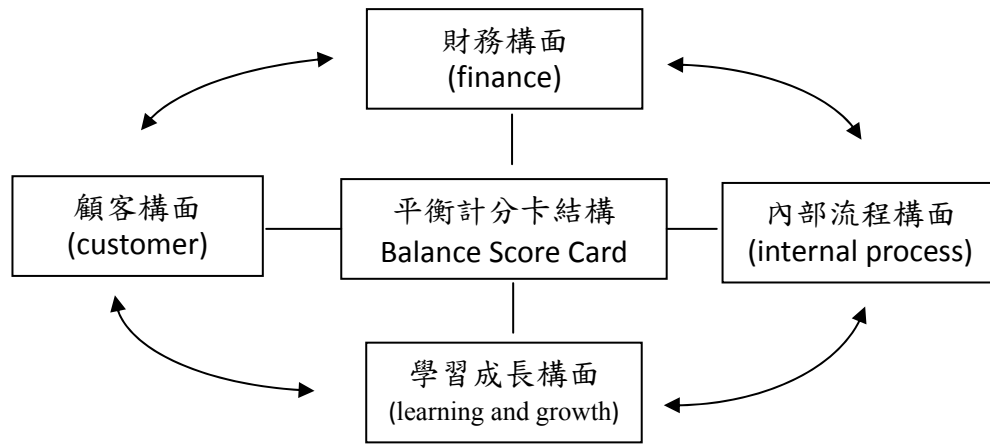 財務構面
(finance)
顧客構面
(customer)
平衡計分卡結構
Balance Score Card
內部流程構面
(internal process)
學習成長構面
(learning and growth)